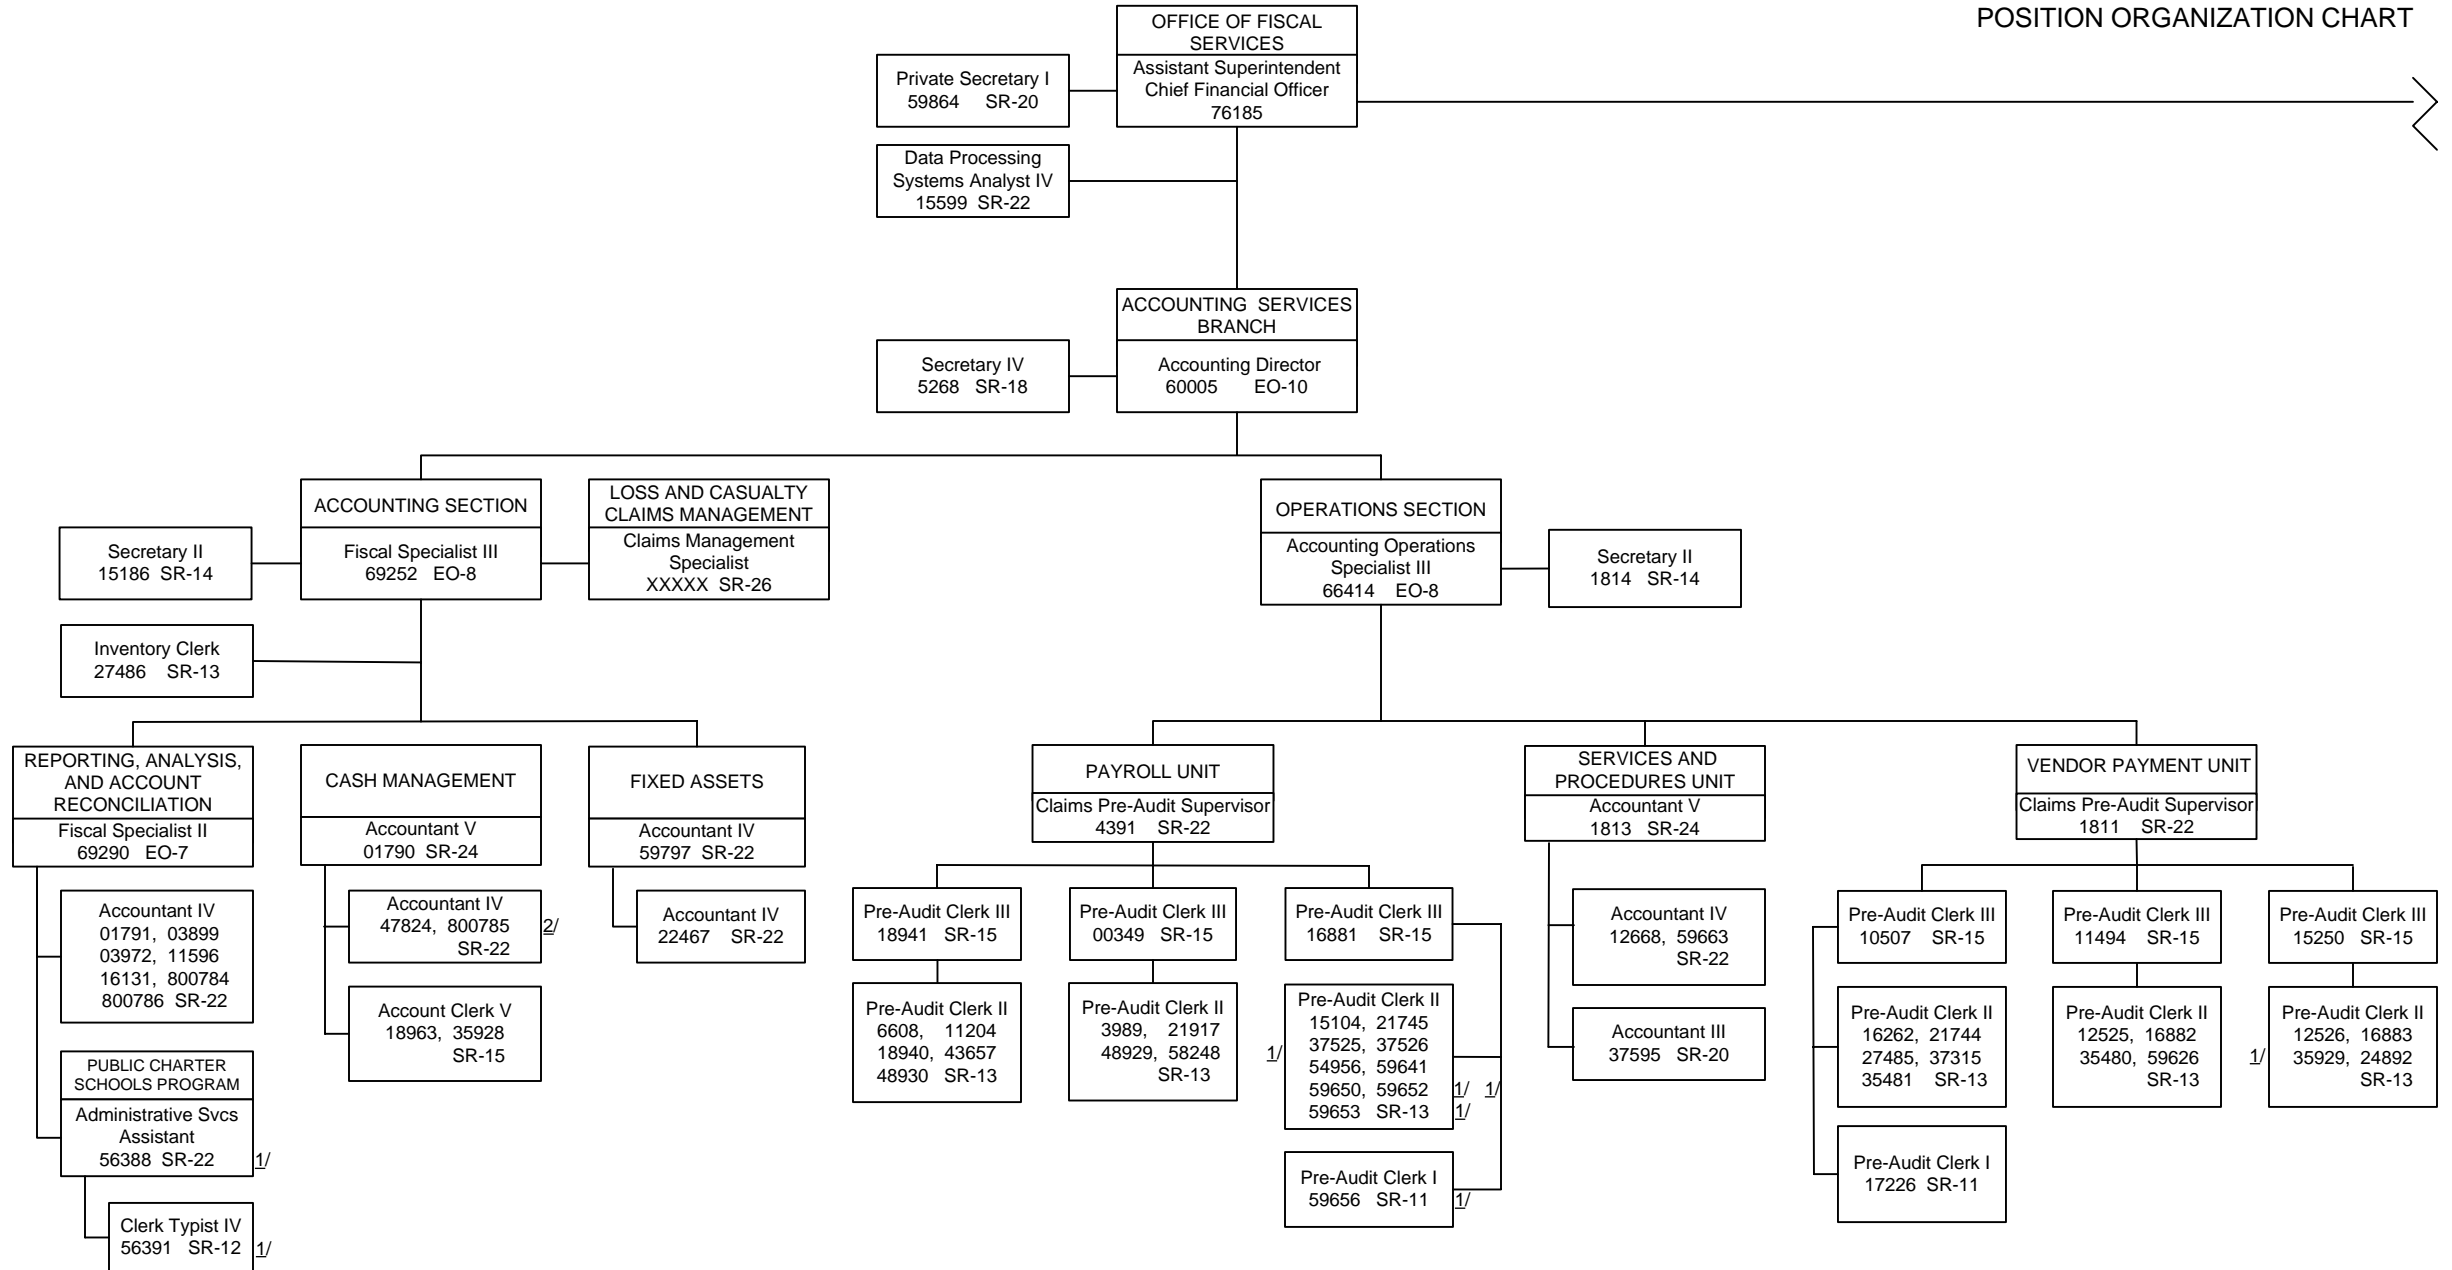 POSITION ORGANIZATION CHART
OFFICE OF FISCAL
SERVICES
Assistant Superintendent
Chief Financial Officer
76185
Private Secretary I
59864 SR-20
Data Processing
Systems Analyst IV
15599 SR-22
ACCOUNTING SERVICES
BRANCH
Accounting Director
60005 EO-10
Secretary IV
5268 SR-18
ACCOUNTING SECTION
Fiscal Specialist III
69252 EO-8
LOSS AND CASUALTY
CLAIMS MANAGEMENT
Claims Management
Specialist
XXXXX SR-26
Secretary II
15186 SR-14
Inventory Clerk
27486 SR-13
OPERATIONS SECTION
Accounting Operations
Specialist III
66414 EO-8
Secretary II
1814 SR-14
REPORTING, ANALYSIS,
AND ACCOUNT
RECONCILIATION
Fiscal Specialist II
69290 EO-7
Accountant IV
01791, 03899
03972, 11596
16131, 800784
800786 SR-22
PUBLIC CHARTER
SCHOOLS PROGRAM
Administrative Svcs
Assistant
56388 SR-22 1/
Clerk Typist IV
56391 SR-12 1/
CASH MANAGEMENT
Accountant V
01790 SR-24
Accountant IV
47824, 800785 2/
SR-22
Account Clerk V
18963, 35928
SR-15
FIXED ASSETS
Accountant IV
59797 SR-22
Accountant IV
22467 SR-22
PAYROLL UNIT
Claims Pre-Audit Supervisor
4391 SR-22
Pre-Audit Clerk III
18941 SR-15
Pre-Audit Clerk II
6608, 11204
18940, 43657
48930 SR-13
Pre-Audit Clerk III
00349 SR-15
Pre-Audit Clerk II
3989, 21917
48929, 58248
SR-13
Pre-Audit Clerk III
16881 SR-15
Pre-Audit Clerk II
15104, 21745
37525, 37526
1/ 54956, 59641
59650, 59652 1/ 1/
59653 SR-13 1/
Pre-Audit Clerk I
59656 SR-11 1/
SERVICES AND
PROCEDURES UNIT
Accountant V
1813 SR-24
Accountant IV
12668, 59663
SR-22
Accountant III
37595 SR-20
VENDOR PAYMENT UNIT
Claims Pre-Audit Supervisor
1811 SR-22
Pre-Audit Clerk III
10507 SR-15
Pre-Audit Clerk II
16262, 21744
27485, 37315
35481 SR-13
Pre-Audit Clerk I
17226 SR-11
Pre-Audit Clerk III
11494 SR-15
Pre-Audit Clerk II
12525, 16882
35480, 59626
SR-13
Pre-Audit Clerk III
15250 SR-15
Pre-Audit Clerk II
12526, 16883
1/ 35929, 24892
SR-13